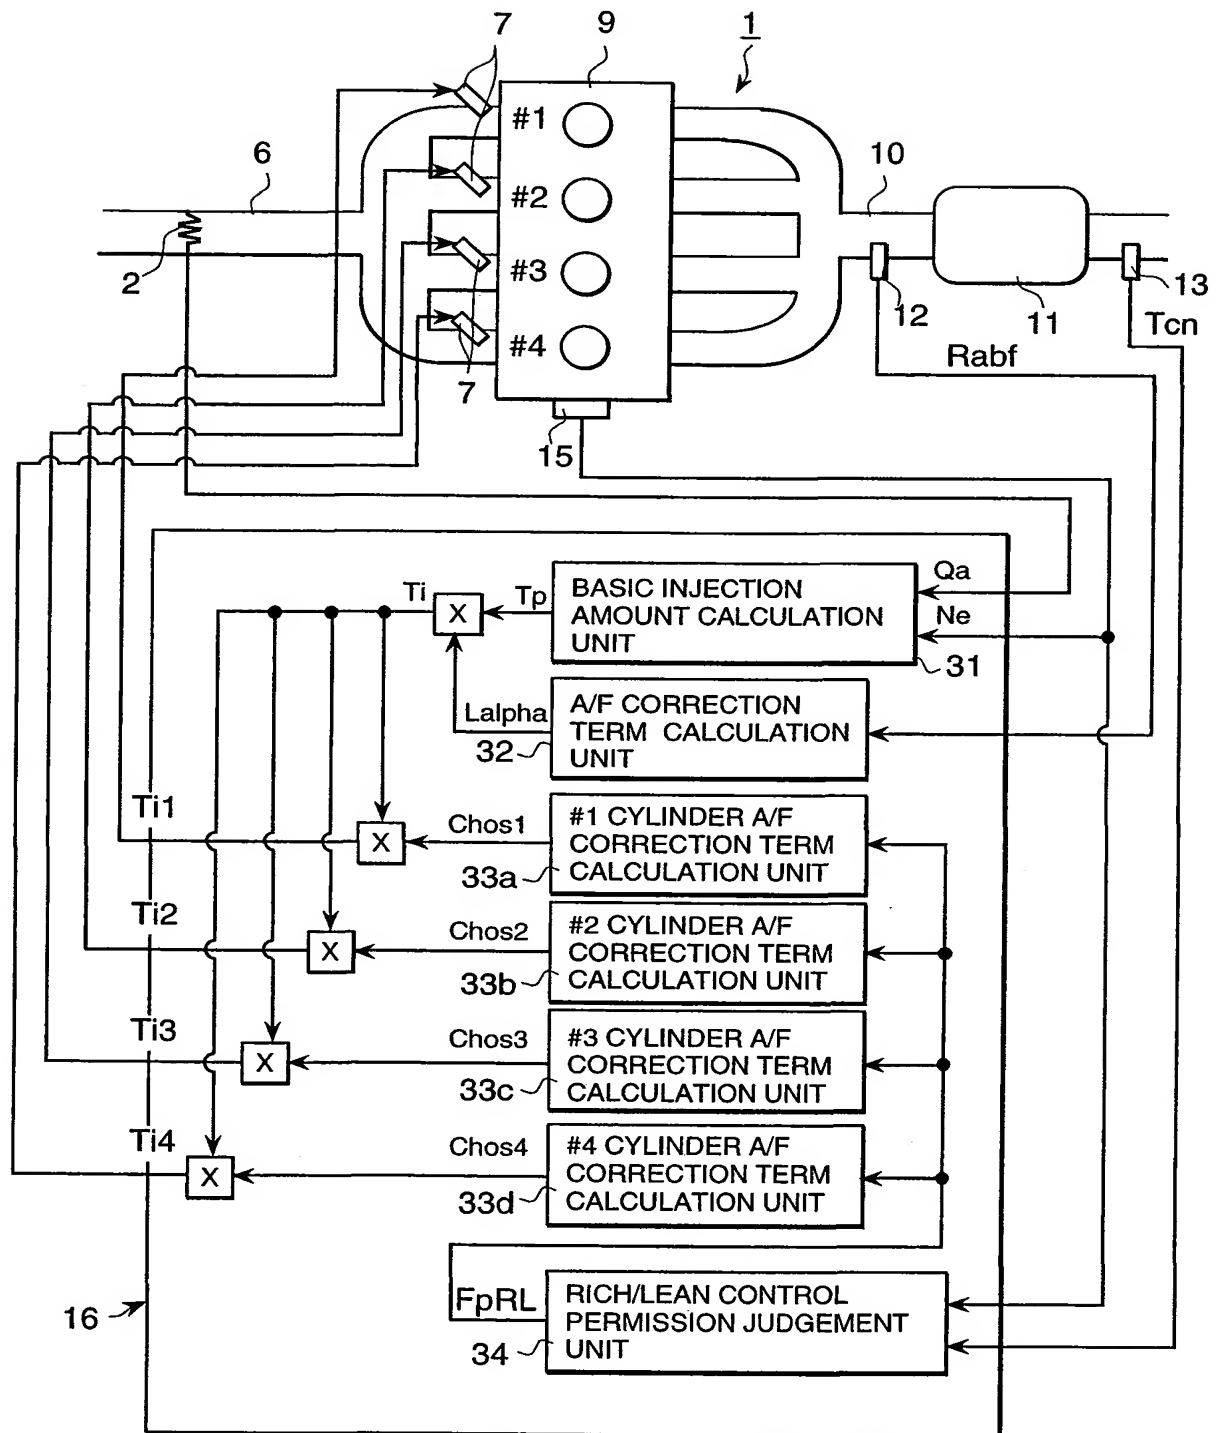 7
9
1
#1
6
#2
10
2
#3
12
11
13
Tcn
#4
7
Rabf
15
Ti
Tp
X
BASIC INJECTION
AMOUNT CALCULATION
UNIT
Qa
Ne
31
Lalpha
32
A/F CORRECTION
TERM CALCULATION
UNIT
Ti1
X
Chos1
33a
#1 CYLINDER A/F
CORRECTION TERM
CALCULATION UNIT
Ti2
X
Chos2
33b
#2 CYLINDER A/F
CORRECTION TERM
CALCULATION UNIT
Ti3
X
Chos3
33c
#3 CYLINDER A/F
CORRECTION TERM
CALCULATION UNIT
Ti4
X
Chos4
33d
#4 CYLINDER A/F
CORRECTION TERM
CALCULATION UNIT
16
FpRL
34
RICH/LEAN CONTROL
PERMISSION JUDGEMENT
UNIT